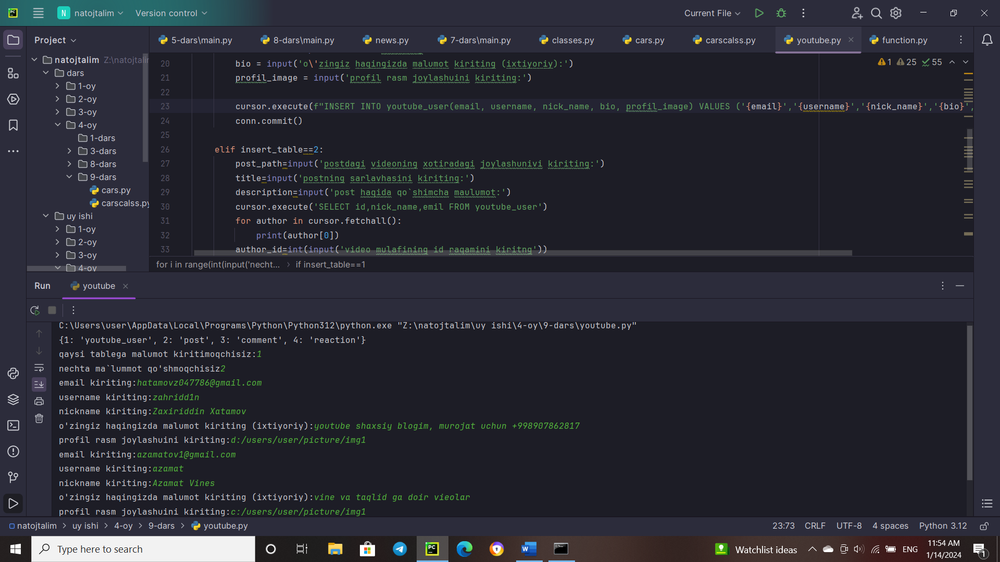 N natojtalim Version control Current File
Project
5-dars\main.py 8-dars\main.py news.py 7-dars\main.py classes.py cars.py carscalss.py youtube.py function.py
natojtalim Z:\natojtalim
dars
1-oy
2-oy
3-oy
4-oy
1-dars
3-dars
8-dars
9-dars
cars.py
carscalss.py
uy ishi
1-oy
2-oy
3-oy
4-oy
1 25 55
20 bio = input('o\'zingiz haqingizda malumot kiriting (ixtiyoriy):')
21 profil_image = input('profil rasm joylashuini kiriting:')
22
23 cursor.execute(f"INSERT INTO youtube_user(email, username, nick_name, bio, profil_image) VALUES ('{email}','{username}','{nick_name}','{bio}',
24 conn.commit()
25
26 elif insert_table==2:
27 post_path=input('postdagi videoning xotiradagi joylashunivi kiriting:')
28 title=input('postning sarlavhasini kiriting:')
29 description=input('post haqida qo`shimcha maulumot:')
30 cursor.execute('SELECT id,nick_name,emil FROM youtube_user')
31 for author in cursor.fetchall():
32 print(author[0])
33 author_id=int(input('video mulafining id raqamini kiritng'))
for i in range(int(input('necht... › if insert_table==1
Run youtube
C:\Users\user\AppData\Local\Programs\Python\Python312\python.exe "Z:\natojtalim\uy ishi\4-oy\9-dars\youtube.py"
{1: 'youtube_user', 2: 'post', 3: 'comment', 4: 'reaction'}
qaysi tablega malumot kiritimoqchisiz:1
nechta ma`lummot qo'shmoqchisiz2
email kiriting:hatamovz047786@gmail.com
username kiriting:zahridd1n
nickname kiriting:Zaxiriddin Xatamov
o'zingiz haqingizda malumot kiriting (ixtiyoriy):youtube shaxsiy blogim, murojat uchun +998907862817
profil rasm joylashuini kiriting:d:/users/user/picture/img1
email kiriting:azamatov1@gmail.com
username kiriting:azamat
nickname kiriting:Azamat Vines
o'zingiz haqingizda malumot kiriting (ixtiyoriy):vine va taqlid ga doir vieolar
profil rasm joylashuini kiriting:c:/users/user/picture/img1
natojtalim › uy ishi › 4-oy › 9-dars › youtube.py 23:73 CRLF UTF-8 4 spaces Python 3.12
Type here to search PC W Watchlist ideas ENG 11:54 AM
1/14/2024 1